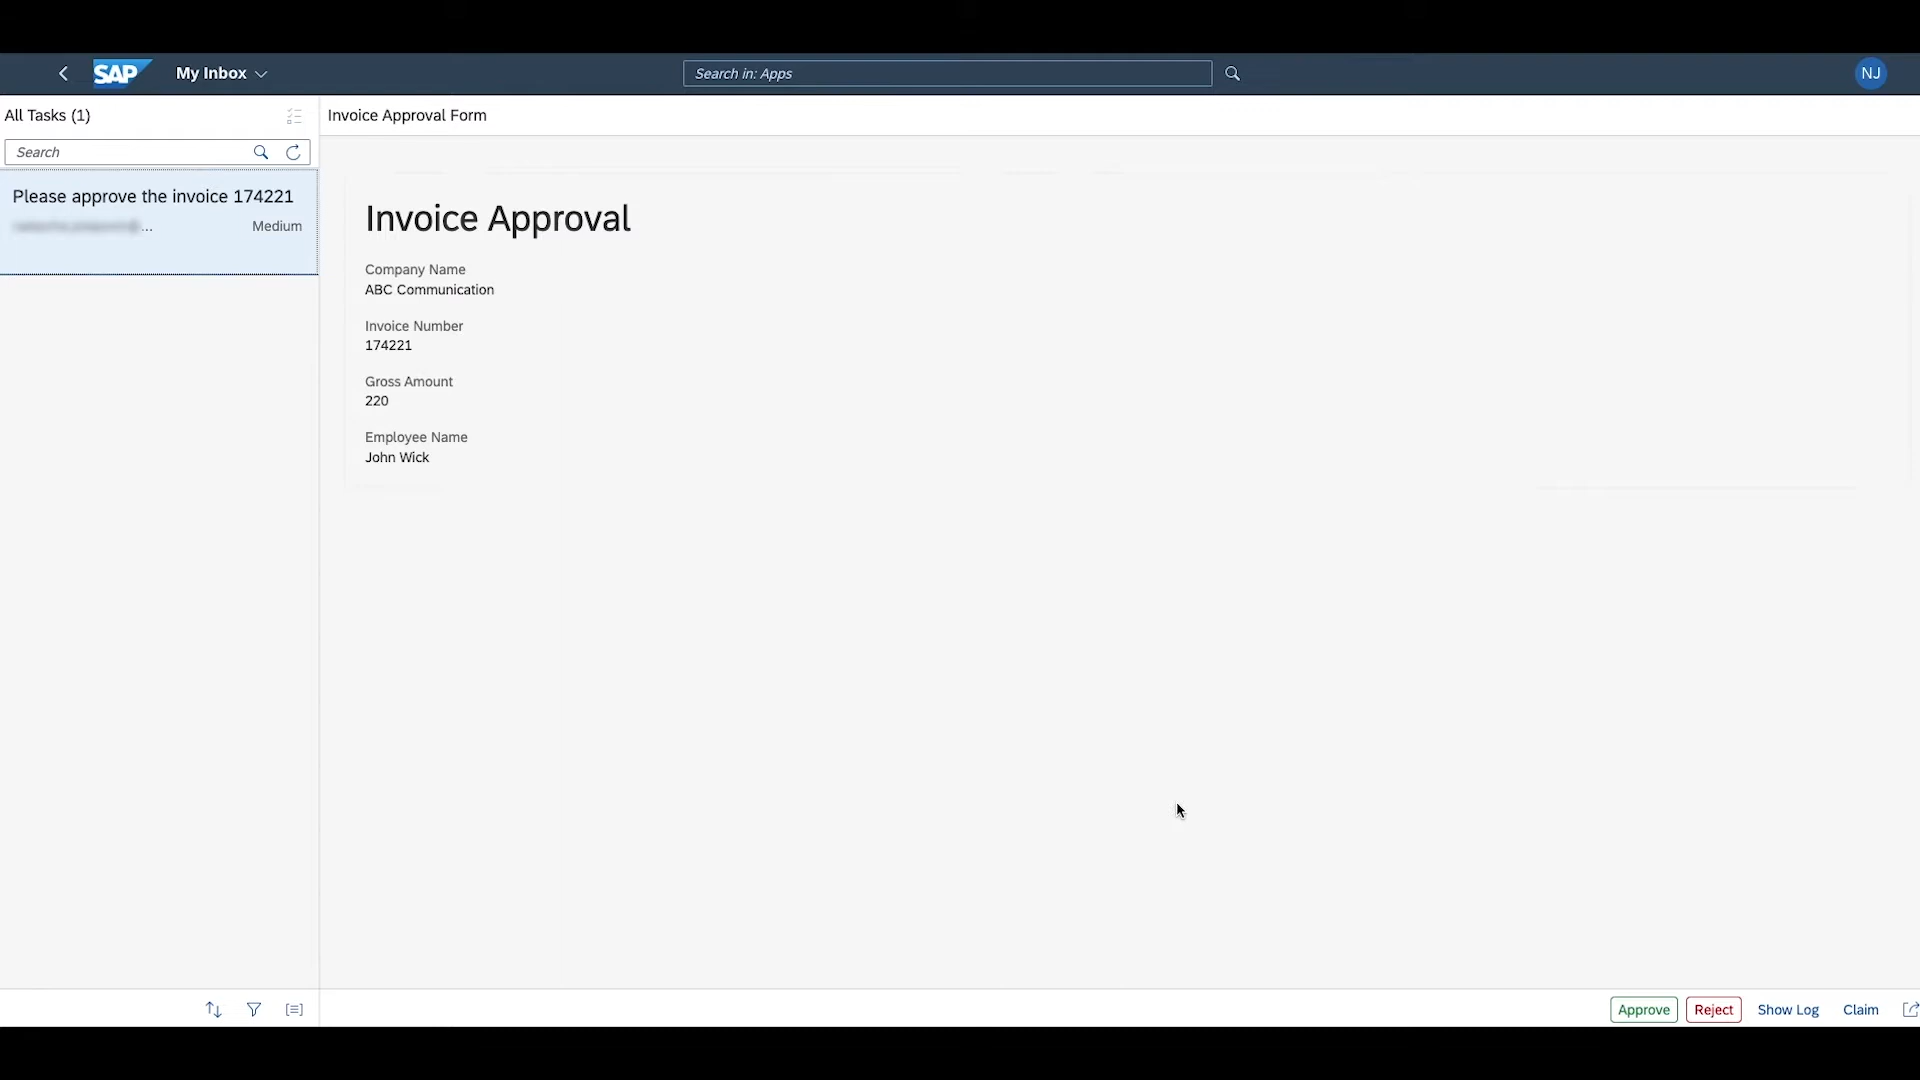 SAP My Inbox
Search in: Apps
NJ
All Tasks (1)
Search
Please approve the invoice 174221
... Medium
Invoice Approval Form
Invoice Approval
Company Name
ABC Communication
Invoice Number
174221
Gross Amount
220
Employee Name
John Wick
Approve Reject Show Log Claim